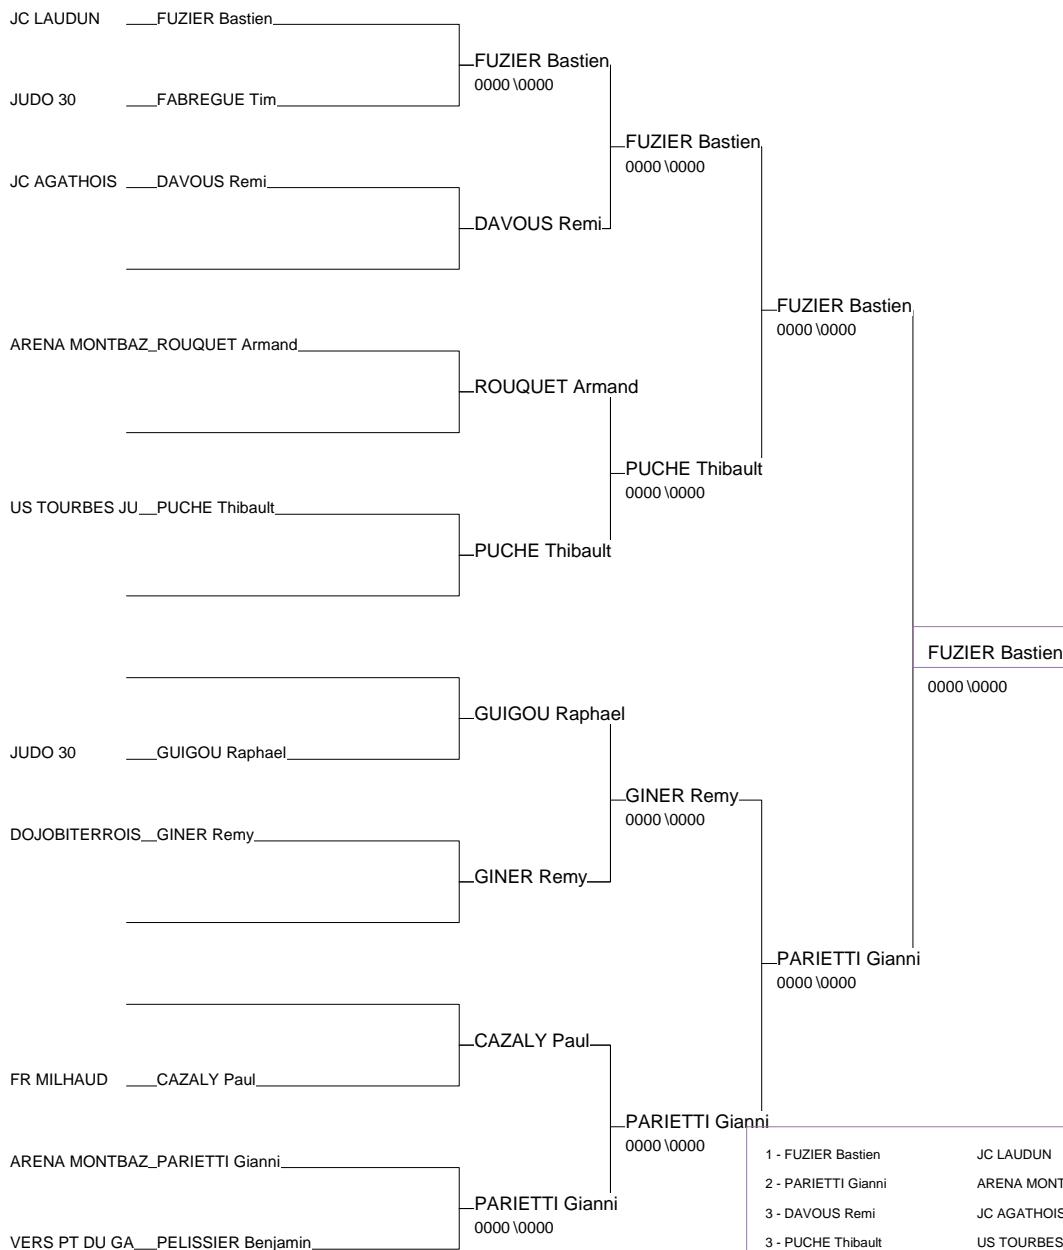 JC LAUDUN FUZIER Bastien
FUZIER Bastien
0000 \0000
JUDO 30 FABREGUE Tim
FUZIER Bastien
0000 \0000
JC AGATHOIS DAVOUS Remi
DAVOUS Remi
FUZIER Bastien
0000 \0000
ARENA MONTBAZ ROUQUET Armand
ROUQUET Armand
PUCHE Thibault
0000 \0000
US TOURBES JU PUCHE Thibault
PUCHE Thibault
FUZIER Bastien
0000 \0000
GUIGOU Raphael
JUDO 30 GUIGOU Raphael
GINER Remy
0000 \0000
DOJOBITERROIS GINER Remy
GINER Remy
PARIETTI Gianni
0000 \0000
CAZALY Paul
FR MILHAUD CAZALY Paul
PARIETTI Gianni
0000 \0000
ARENA MONTBAZ PARIETTI Gianni
PARIETTI Gianni
0000 \0000
VERS PT DU GA PELISSIER Benjamin
1 - FUZIER Bastien JC LAUDUN
2 - PARIETTI Gianni ARENA MONT
3 - DAVOUS Remi JC AGATHOIS
3 - PUCHE Thibault US TOURBES